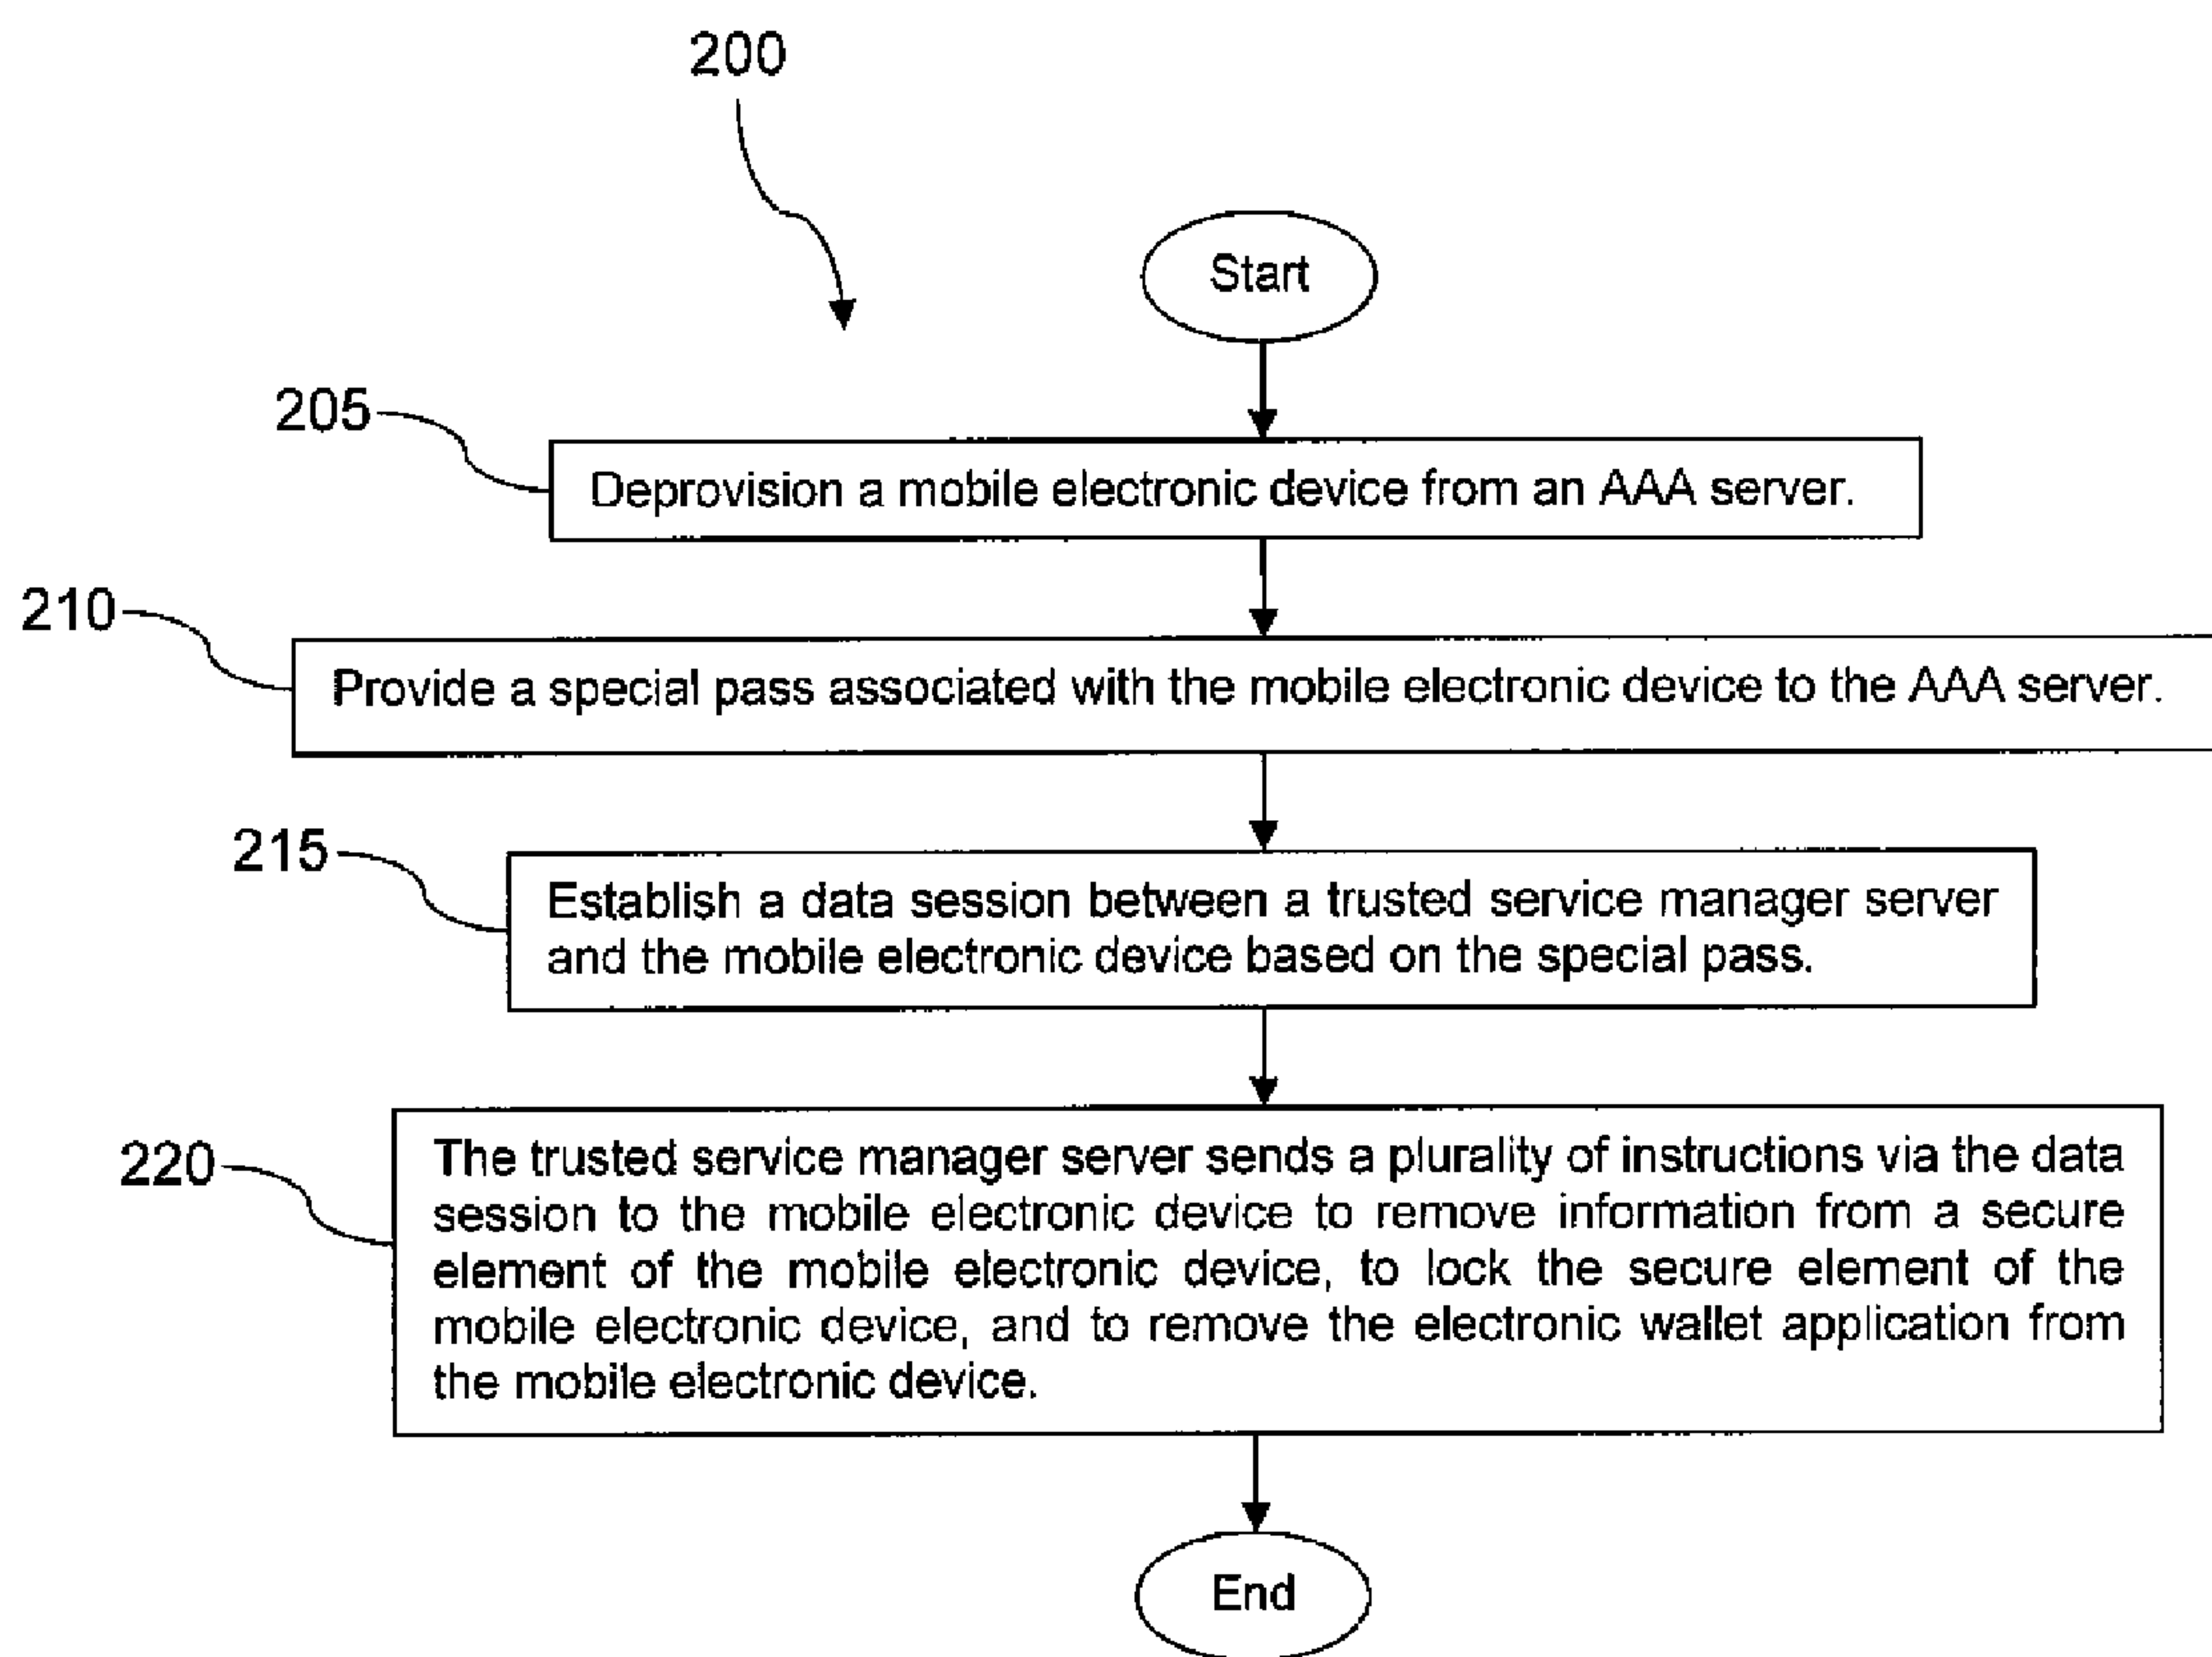 200
Start
205
Deprovision a mobile electronic device from an AAA server.
210
Provide a special pass associated with the mobile electronic device to the AAA server.
215
Establish a data session between a trusted service manager server
and the mobile electronic device based on the special pass.
220
The trusted service manager server sends a plurality of instructions via the data
session to the mobile electronic device to remove information from a secure
element of the mobile electronic device, to lock the secure element of the
mobile electronic device, and to remove the electronic wallet application from
the mobile electronic device.
End